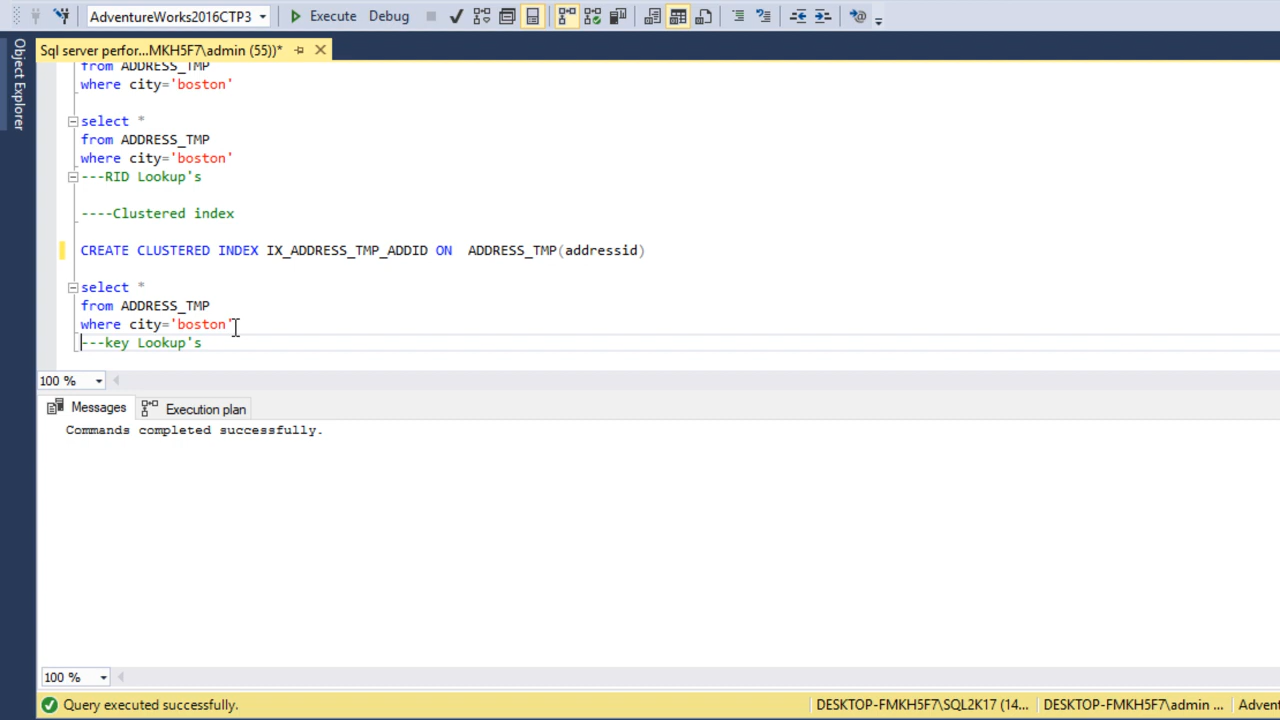 AdventureWorks2016CTP3 Execute Debug
Sql server perfor...MKH5F7\admin (55))*
Object Explorer
from ADDRESS_TMP
where city='boston'
select *
from ADDRESS_TMP
where city='boston'
---RID Lookup's
----Clustered index
CREATE CLUSTERED INDEX IX_ADDRESS_TMP_ADDID ON  ADDRESS_TMP(addressid)
select *
from ADDRESS_TMP
where city='boston'
---key Lookup's
100 %
Messages Execution plan
Commands completed successfully.
100 %
Query executed successfully. DESKTOP-FMKH5F7\SQL2K17 (14... DESKTOP-FMKH5F7\admin ... Advent